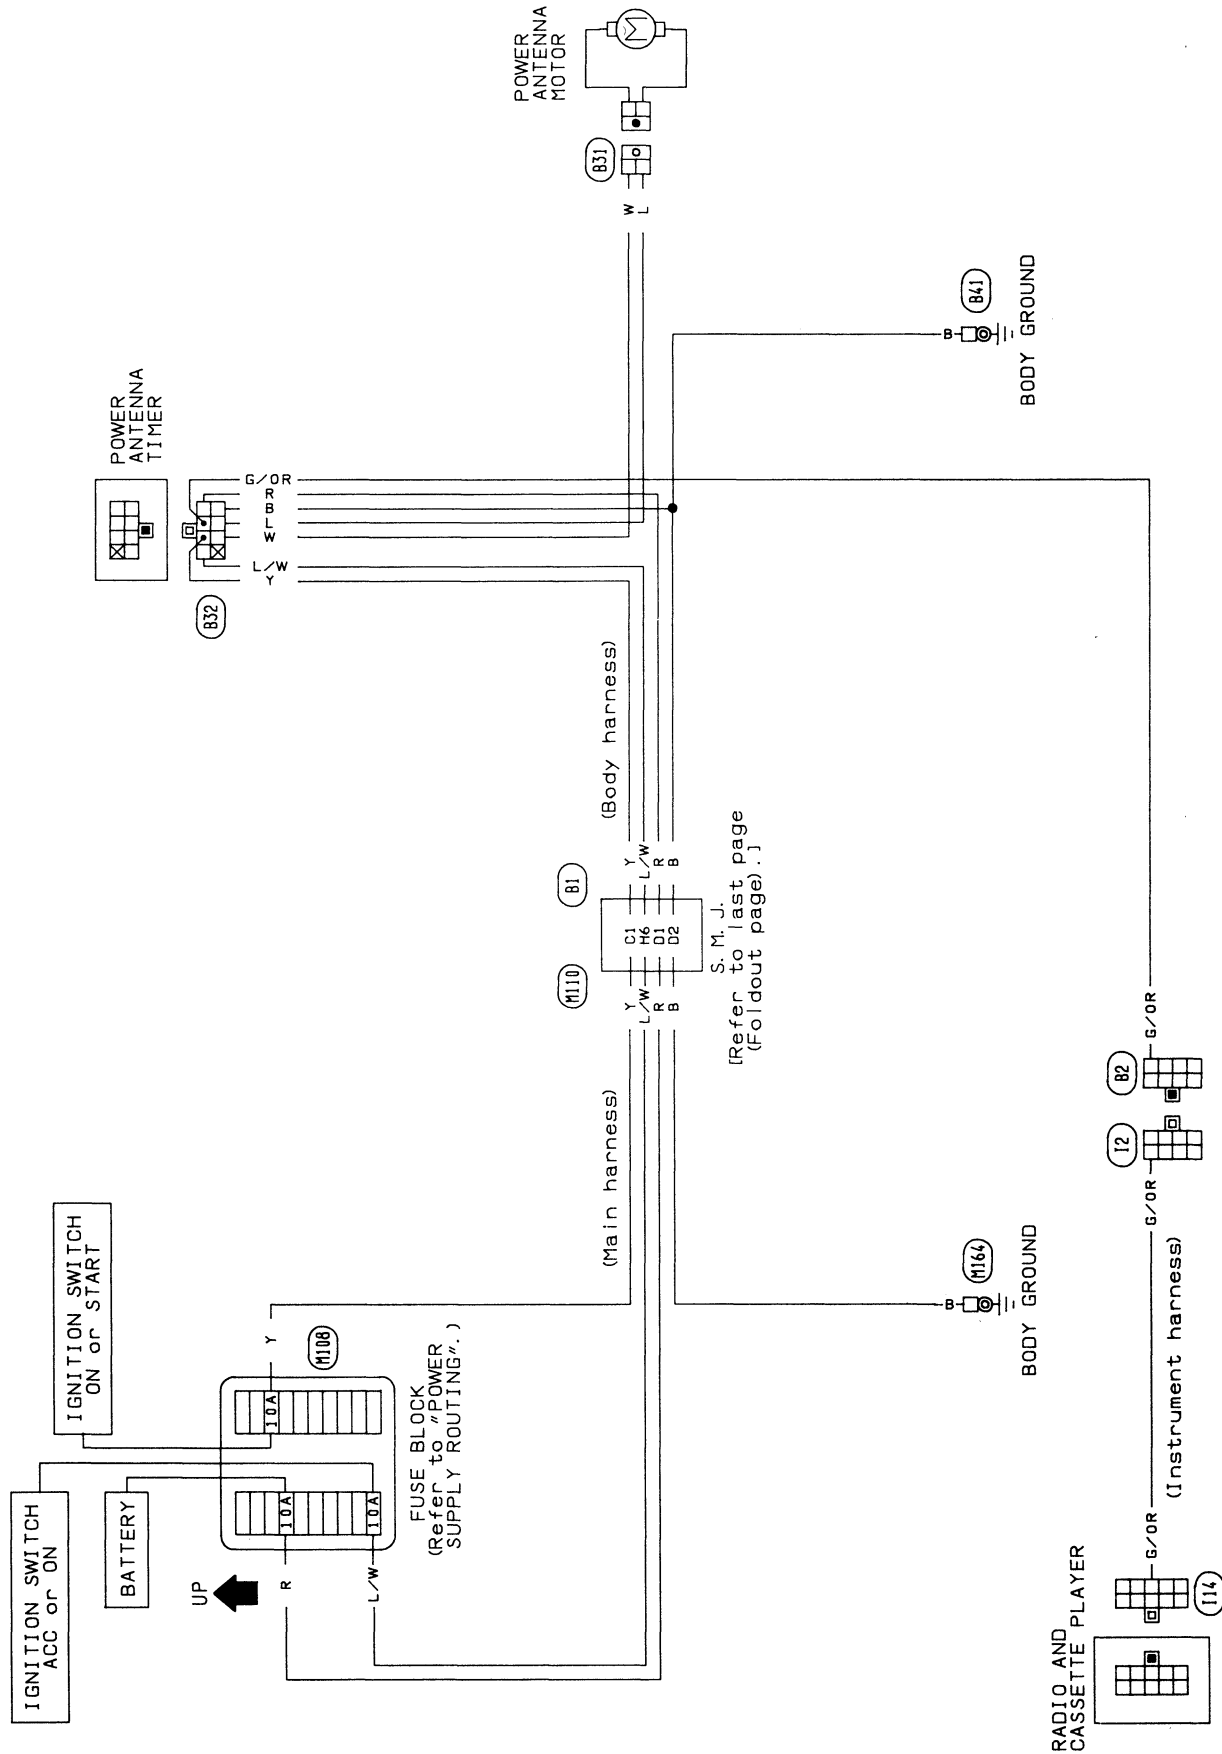 IGNITION SWITCH
ACC or ON
BATTERY
IGNITION SWITCH
ON or START
UP
10A
10A
10A
R
L/W
Y
M108
FUSE BLOCK
(Refer to "POWER
SUPPLY ROUTING".)
(Main harness)
M110
Y
L/W
R
B
C1
H6
D1
D2
B1
Y
L/W
R
B
S. M. J.
[Refer to last page
(Foldout page).]
(Body harness)
POWER
ANTENNA
TIMER
B32
G/OR
R
B
L
W
L/W
Y
POWER
ANTENNA
MOTOR
M
B31
W
L
B
M164
BODY GROUND
B
B41
BODY GROUND
RADIO AND
CASSETTE PLAYER
I14
G/OR
(Instrument harness)
G/OR
I2
B2
G/OR